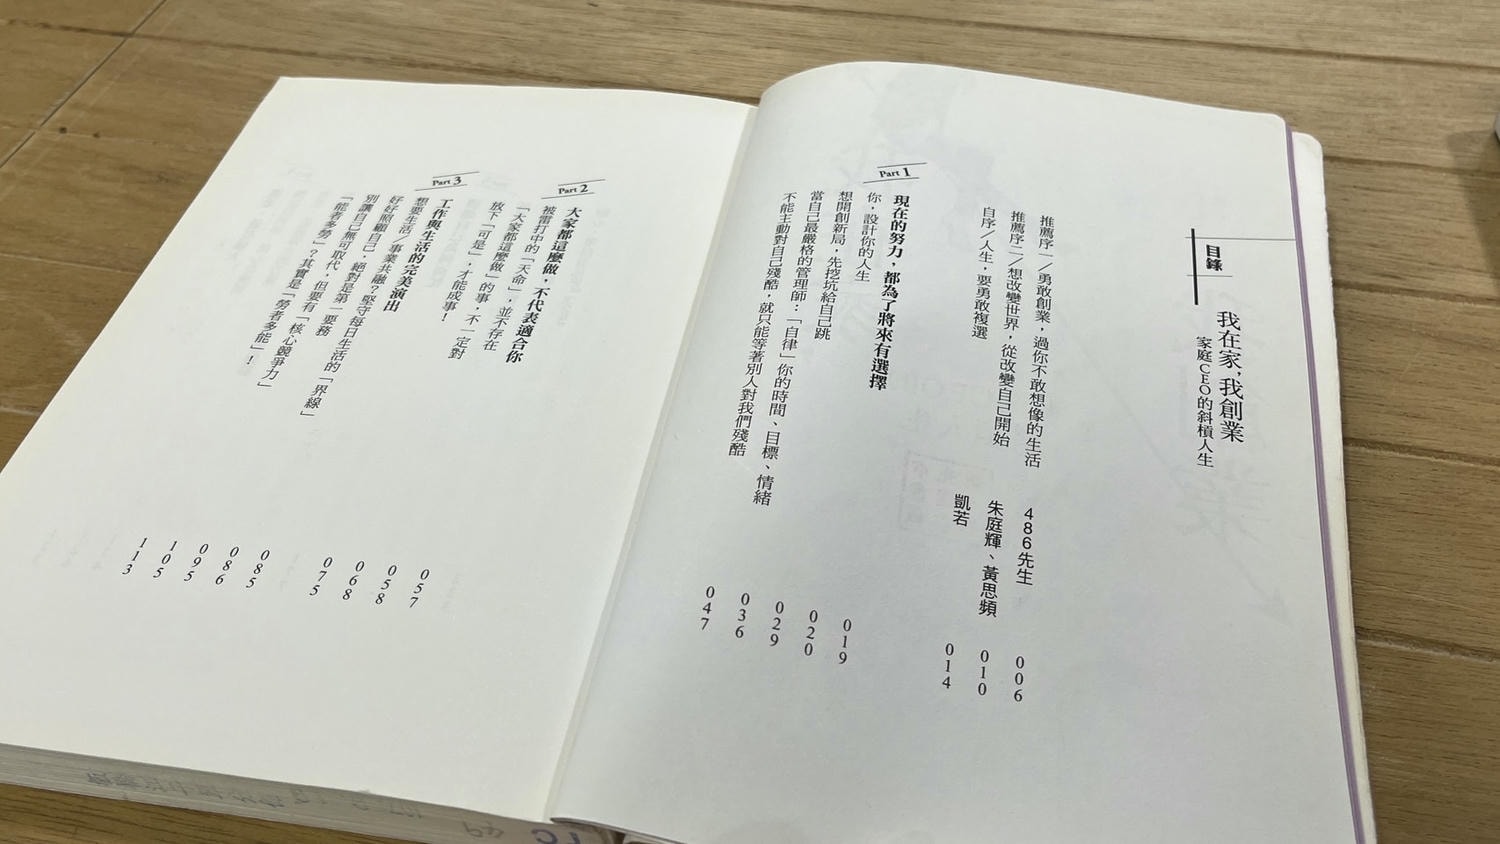 目錄
我在家,我創業
家庭CEO的斜槓人生
推薦序一／勇敢創業，過你不敢想像的生活 486先生 006
推薦序二／想改變世界，從改變自己開始 朱庭輝、黃思頻 010
自序／人生，要勇敢複選 凱若 014
Part 1
現在的努力，都為了將來有選擇 019
你，設計你的人生 020
想開創新局，先挖坑給自己跳 029
當自己最嚴格的管理師：「自律」你的時間、目標、情緒 036
不能主動對自己殘酷，就只能等著別人對我們殘酷 047
Part 2
大家都這麼做，不代表適合你 057
被雷打中的「天命」，並不存在 058
「大家都這麼做」的事，不一定對 068
放下「可是」，才能成事！ 075
Part 3
工作與生活的完美演出 085
想要生活／事業共融？堅守每日生活的「界線」 086
好好照顧自己，絕對是第一要務 095
別讓自己無可取代，但要有「核心競爭力」 105
「能者多勞」？其實是「勞者多能」！ 113